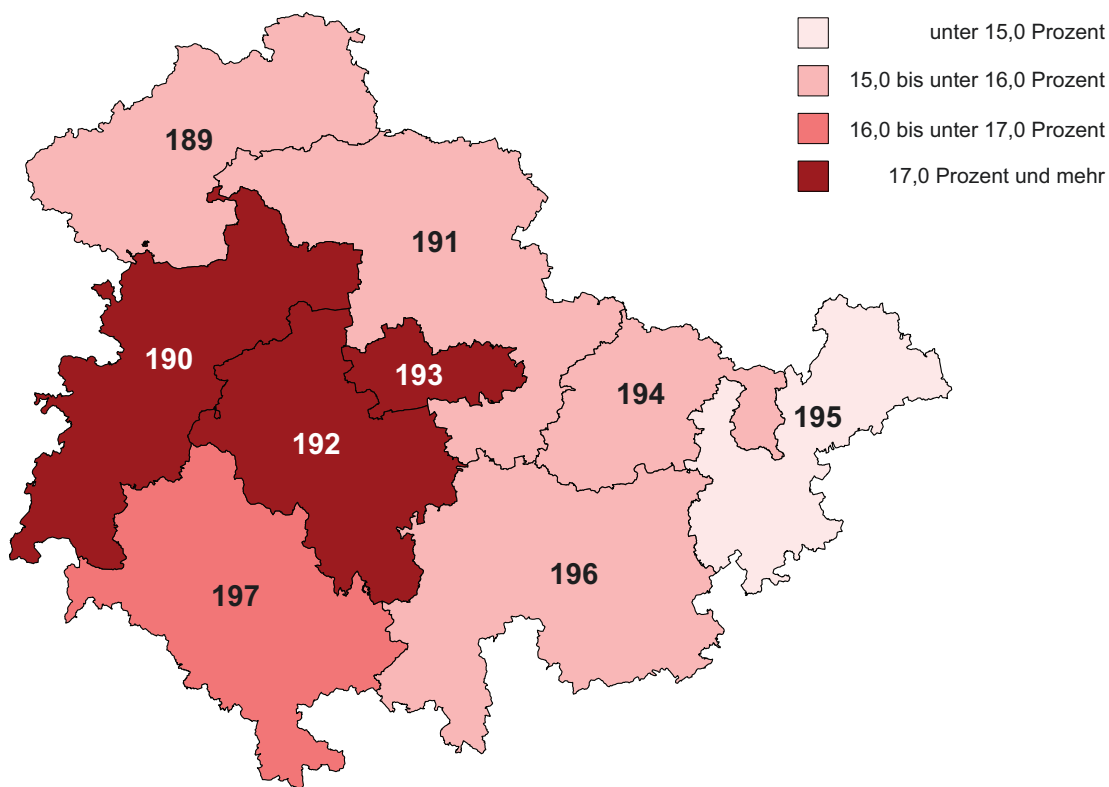 unter 15,0 Prozent
15,0 bis unter 16,0 Prozent
16,0 bis unter 17,0 Prozent
17,0 Prozent und mehr
189
191
190
193
194
195
192
196
197